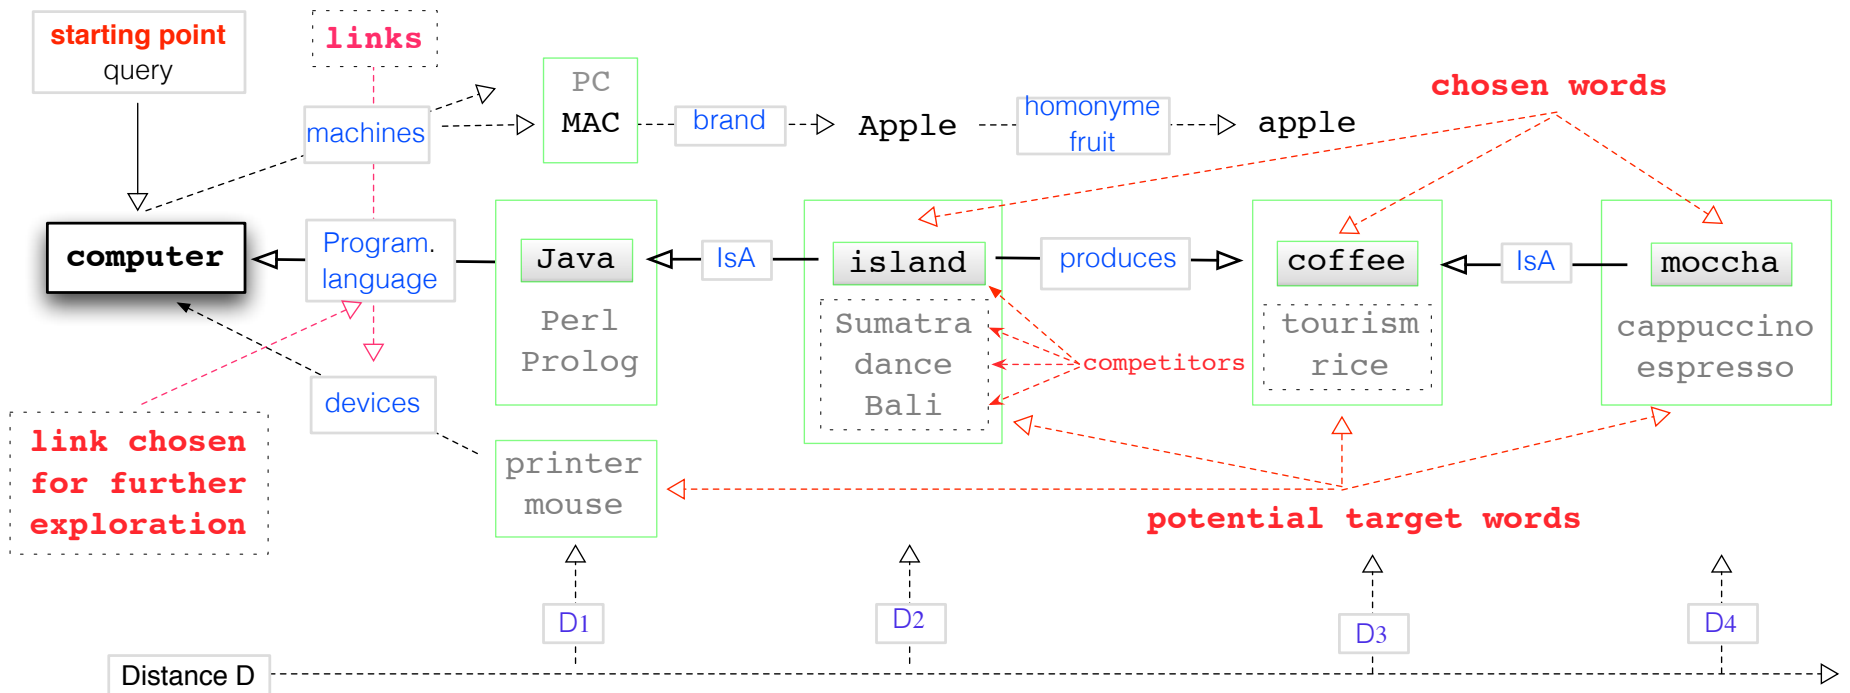 starting point
query
links
machines
PC
MAC
brand
Apple
homonyme
fruit
apple
chosen words
computer
Program.
language
Java
Perl
Prolog
IsA
island
Sumatra
dance
Bali
produces
coffee
tourism
rice
IsA
moccha
cappuccino
espresso
competitors
devices
link chosen
for further
exploration
printer
mouse
potential target words
D1
D2
D3
D4
Distance D